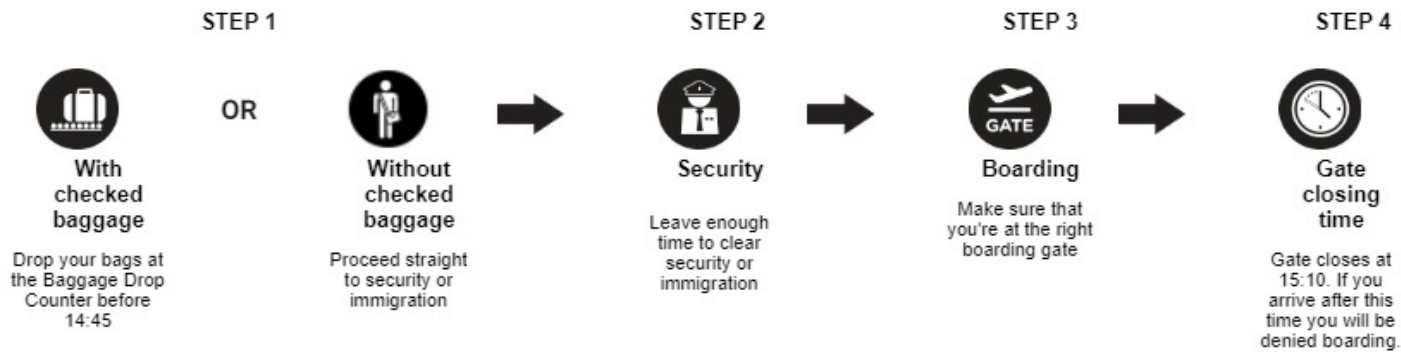 STEP 1
STEP 2
STEP 3
STEP 4
OR
GATE
With
checked
baggage
Drop your bags at
the Baggage Drop
Counter before
14:45
Without
checked
baggage
Proceed straight
to security or
immigration
Security
Leave enough
time to clear
security or
immigration
Boarding
Make sure that
you're at the right
boarding gate
Gate
closing
time
Gate closes at
15:10. If you
arrive after this
time you will be
denied boarding.